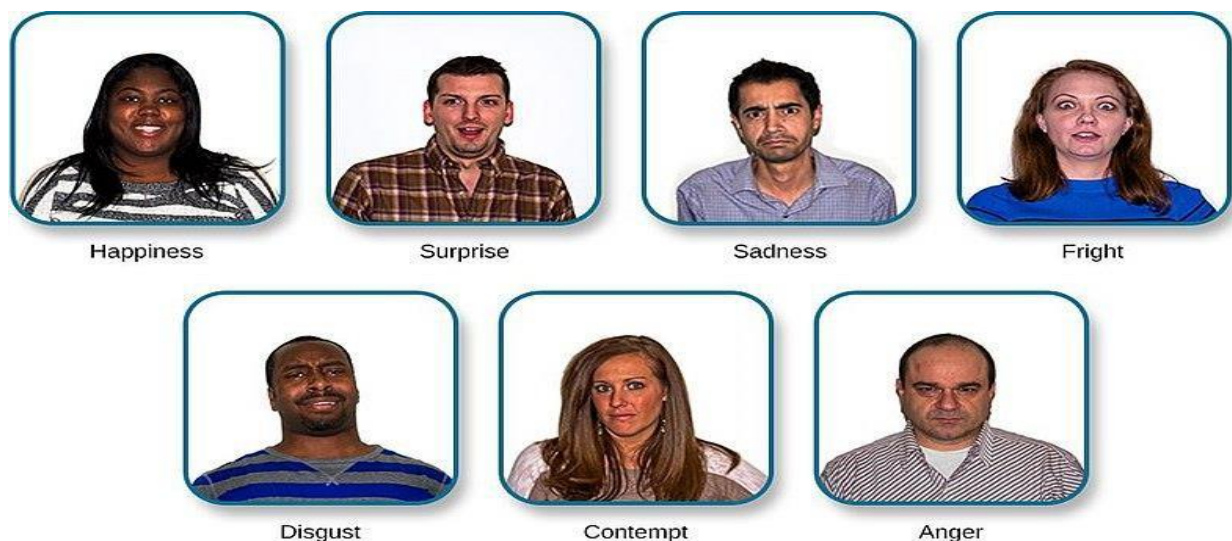 Happiness
Surprise
Sadness
Fright
Disgust
Contempt
Anger